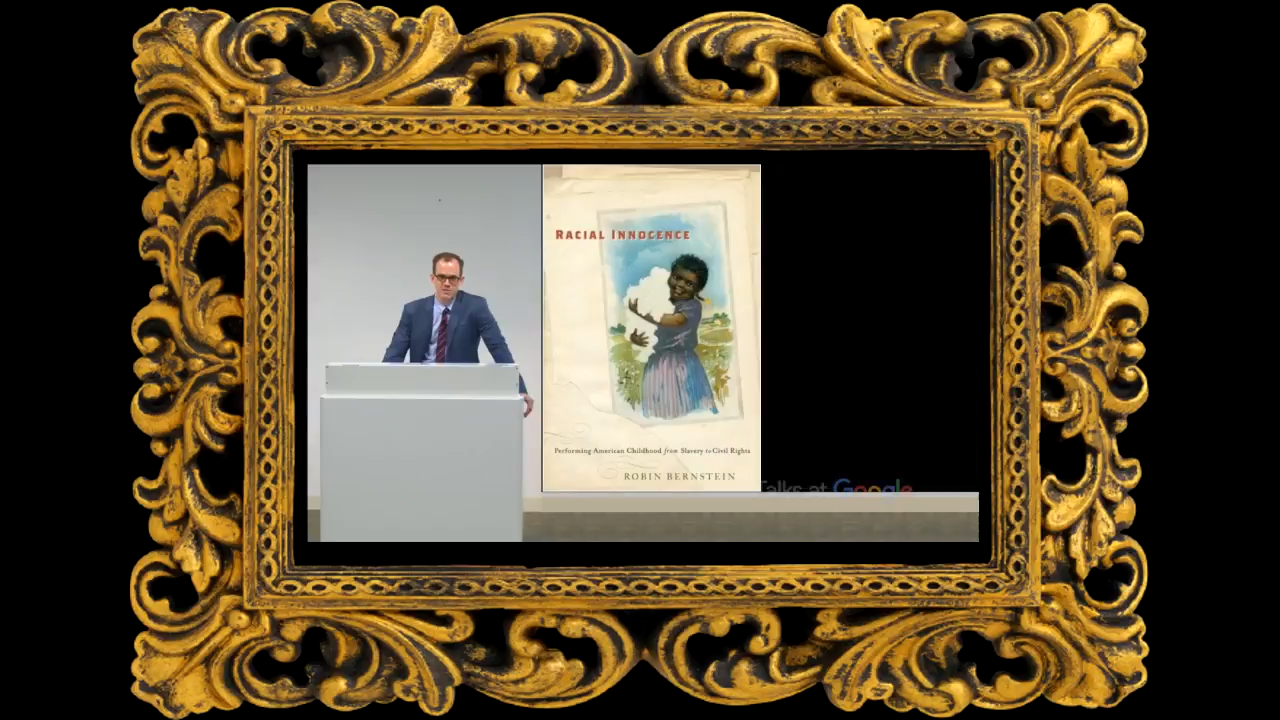 RACIAL INNOCENCE
Performing American Childhood from Slavery to Civil Rights
ROBIN BERNSTEIN
Talks at Google